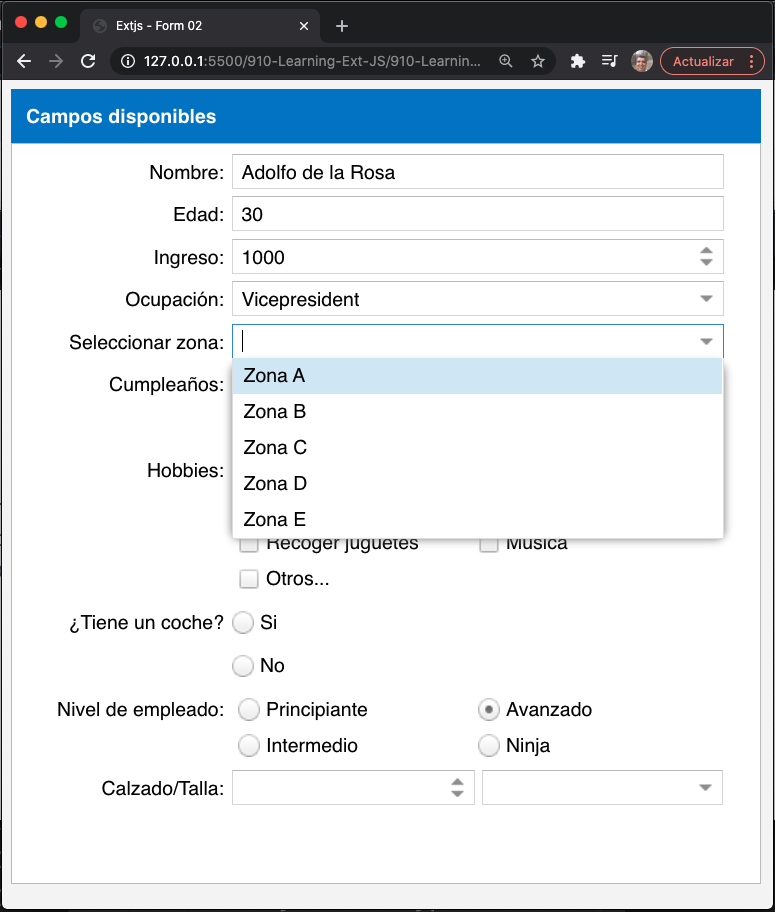 Extjs - Form 02
127.0.0.1:5500/910-Learning-Ext-JS/910-Learnin...
Actualizar
Campos disponibles
Nombre: Adolfo de la Rosa
Edad: 30
Ingreso: 1000
Ocupación: Vicepresident
Seleccionar zona:
Zona A
Cumpleaños:
Zona B
Zona C
Hobbies:
Zona D
Zona E
Recoger juguetes Música
Otros...
¿Tiene un coche? Si
No
Nivel de empleado: Principiante Avanzado
Intermedio Ninja
Calzado/Talla: